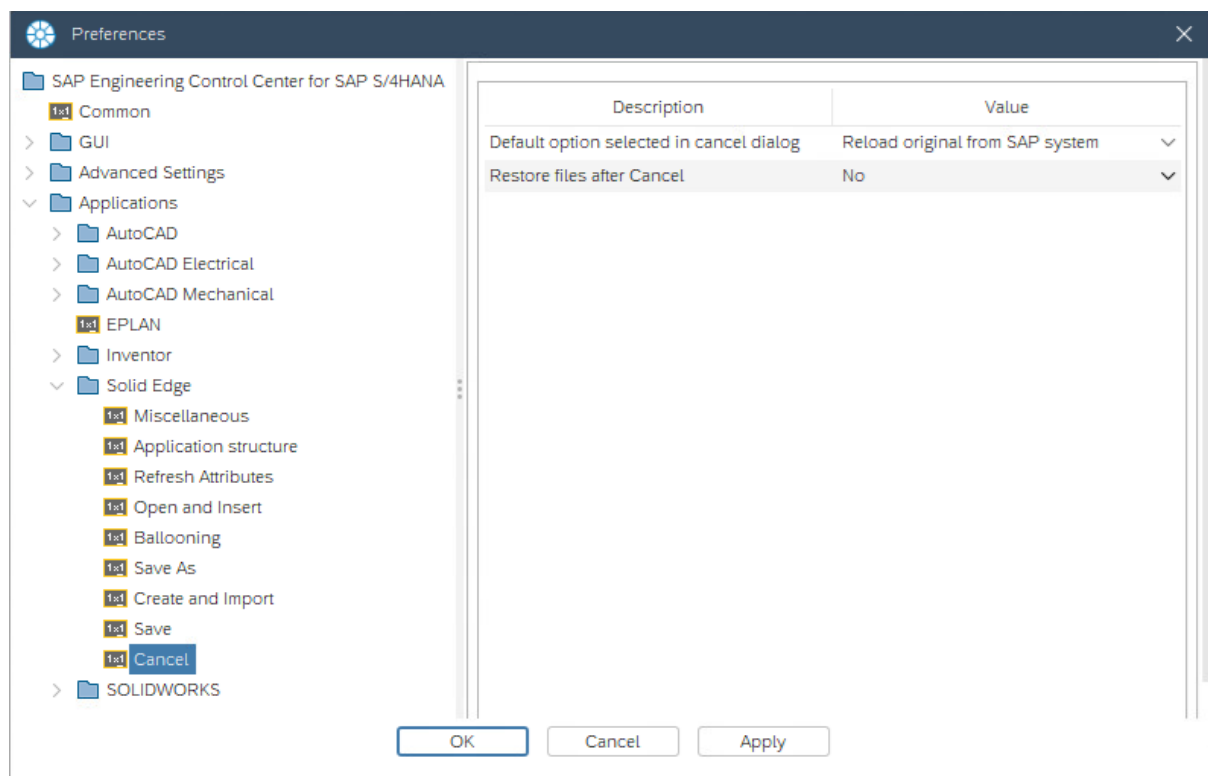 Preferences
SAP Engineering Control Center for SAP S/4HANA
1x1 Common
GUI
Advanced Settings
Applications
AutoCAD
AutoCAD Electrical
AutoCAD Mechanical
1x1 EPLAN
Inventor
Solid Edge
1x1 Miscellaneous
1x1 Application structure
1x1 Refresh Attributes
1x1 Open and Insert
1x1 Ballooning
1x1 Save As
1x1 Create and Import
1x1 Save
1x1 Cancel
SOLIDWORKS
Description Value
Default option selected in cancel dialog Reload original from SAP system
Restore files after Cancel No
OK Cancel Apply